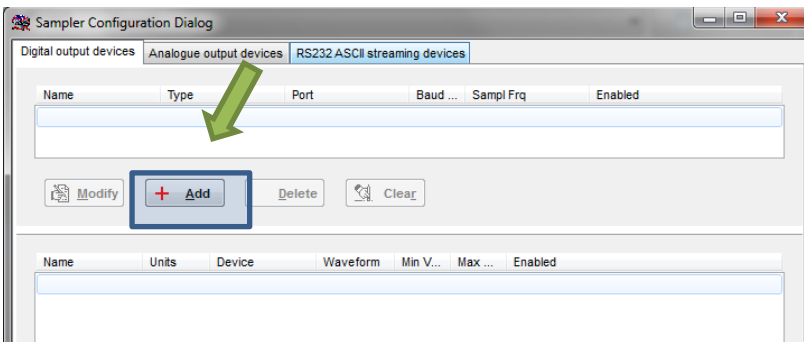 Sampler Configuration Dialog
Digital output devices Analogue output devices RS232 ASCII streaming devices
Name Type Port Baud ... Sampl Frq Enabled
Modify Add Delete Clear
Name Units Device Waveform Min V... Max ... Enabled